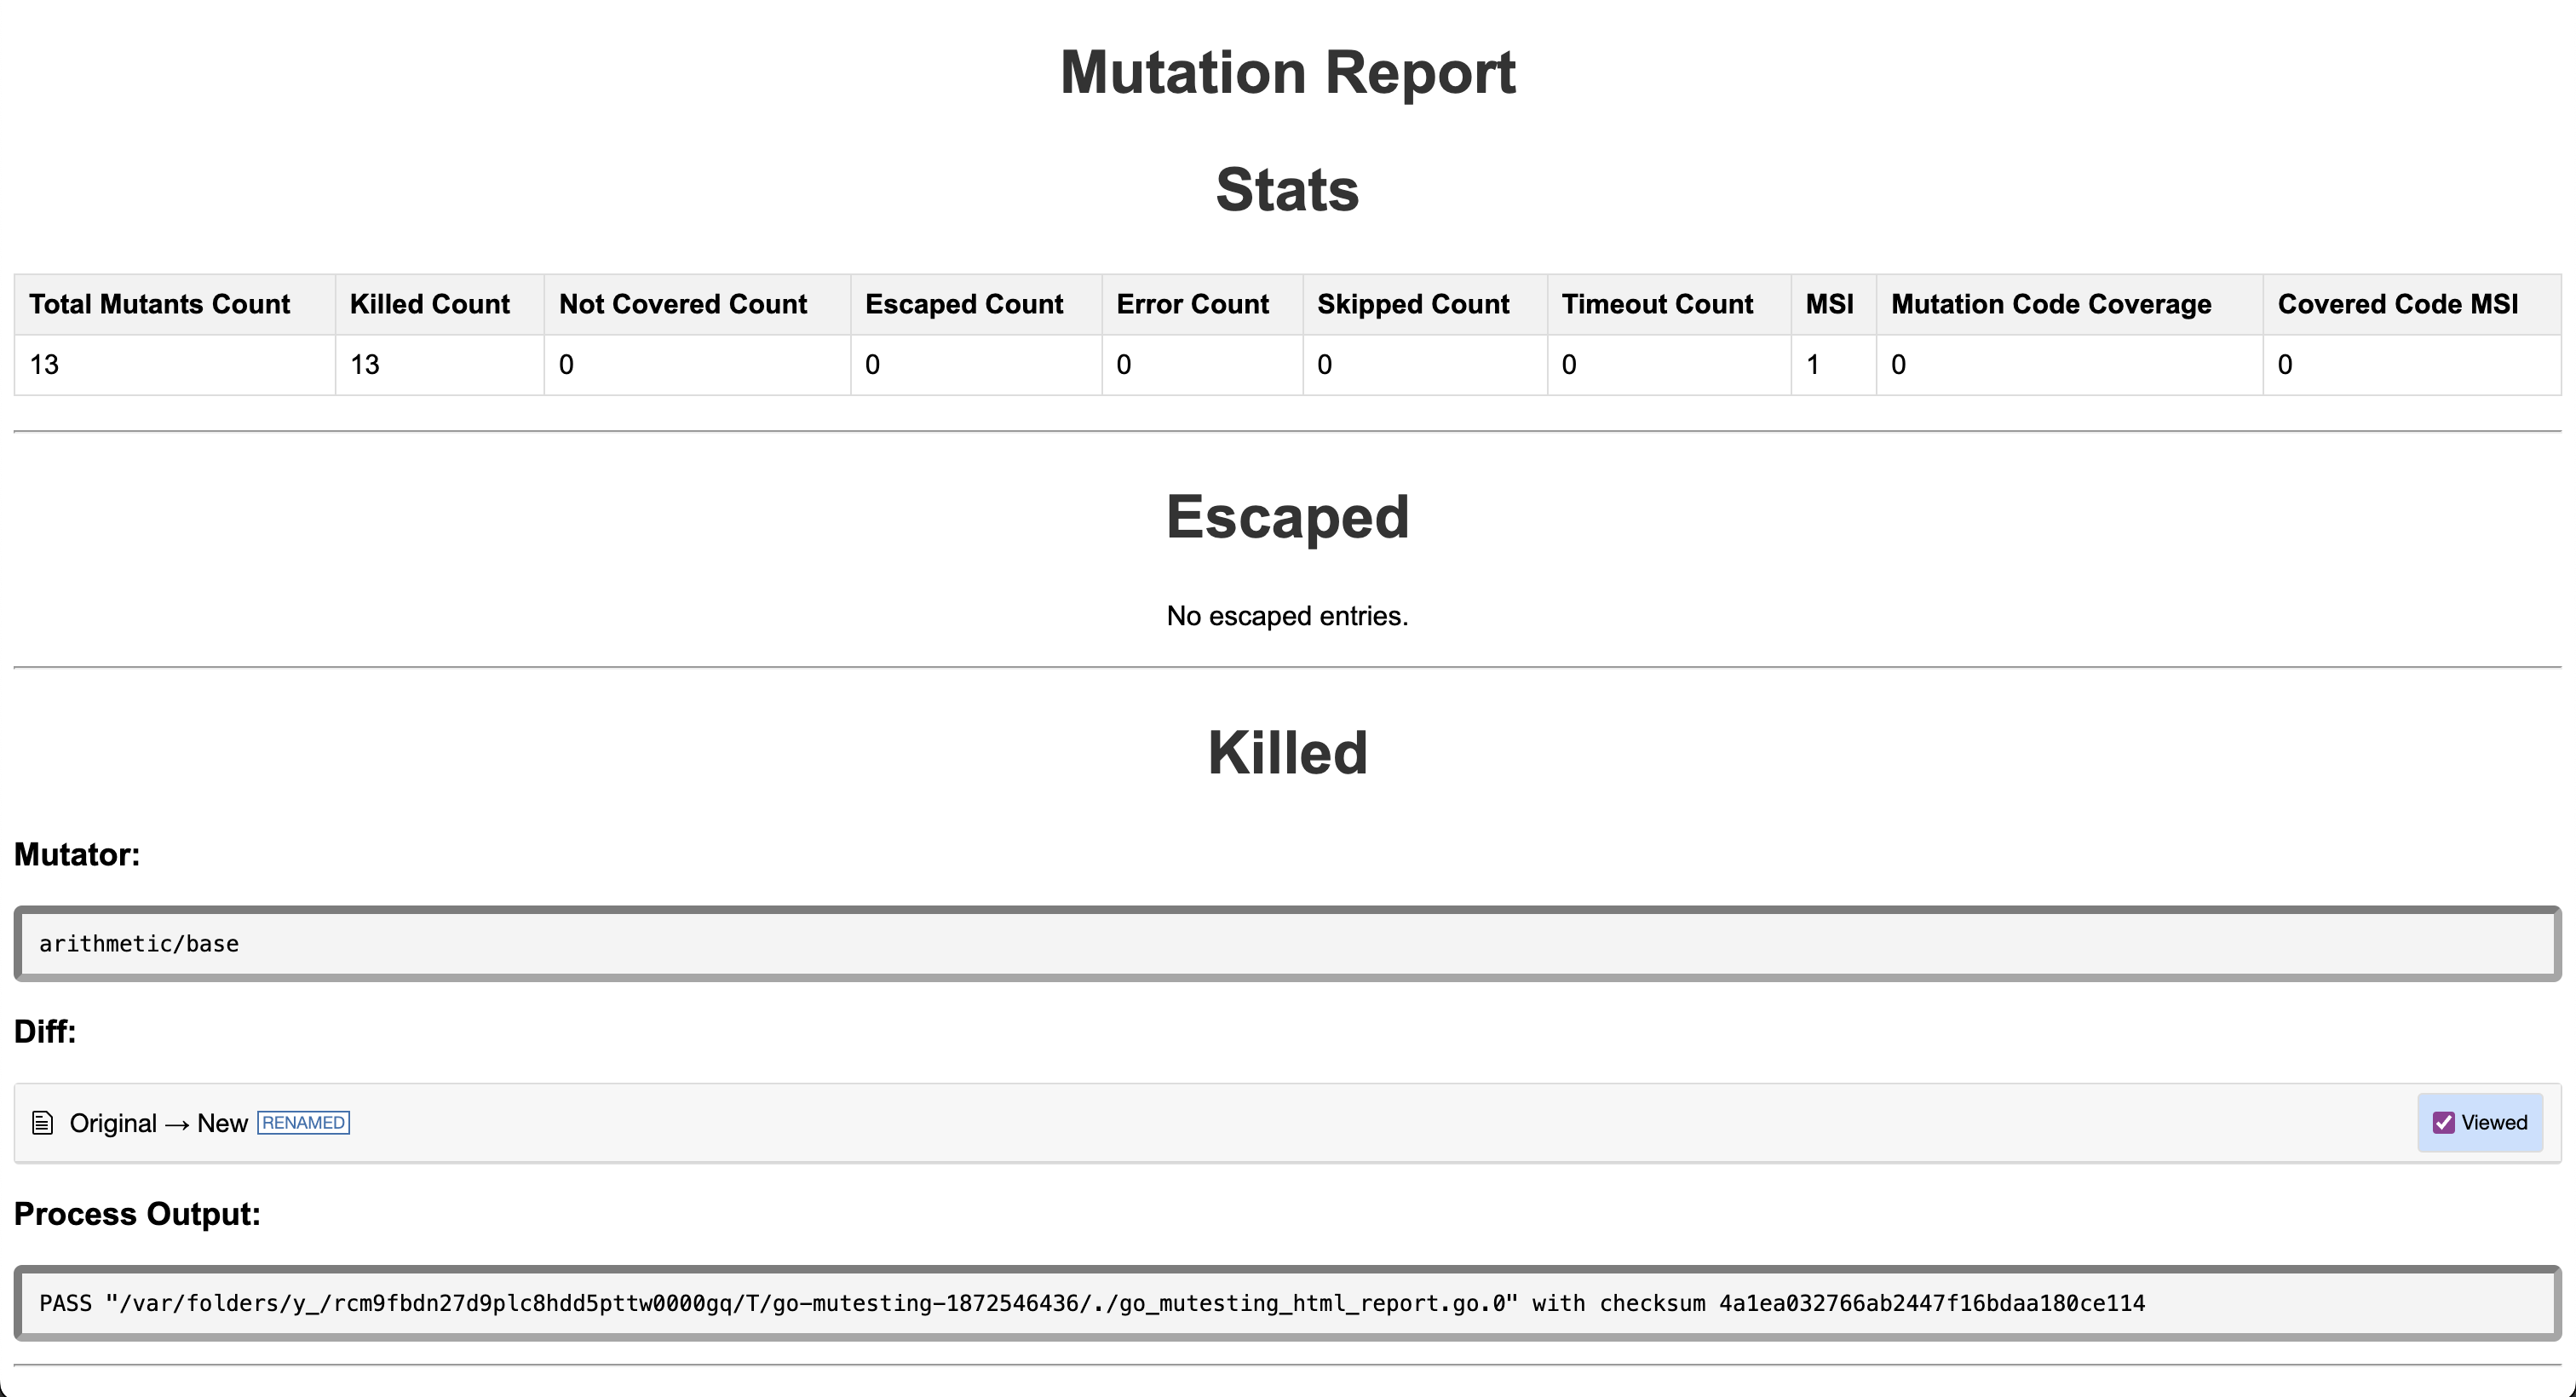 Mutation Report
Stats
Total Mutants Count Killed Count Not Covered Count Escaped Count Error Count Skipped Count Timeout Count MSI Mutation Code Coverage Covered Code MSI
13 13 0 0 0 0 0 1 0 0
Escaped
No escaped entries.
Killed
Mutator:
arithmetic/base
Diff:
Original → New RENAMED Viewed
Process Output:
PASS "/var/folders/y_/rcm9fbdn27d9plc8hdd5pttw0000gq/T/go-mutesting-1872546436/./go_mutesting_html_report.go.0" with checksum 4a1ea032766ab2447f16bdaa180ce114